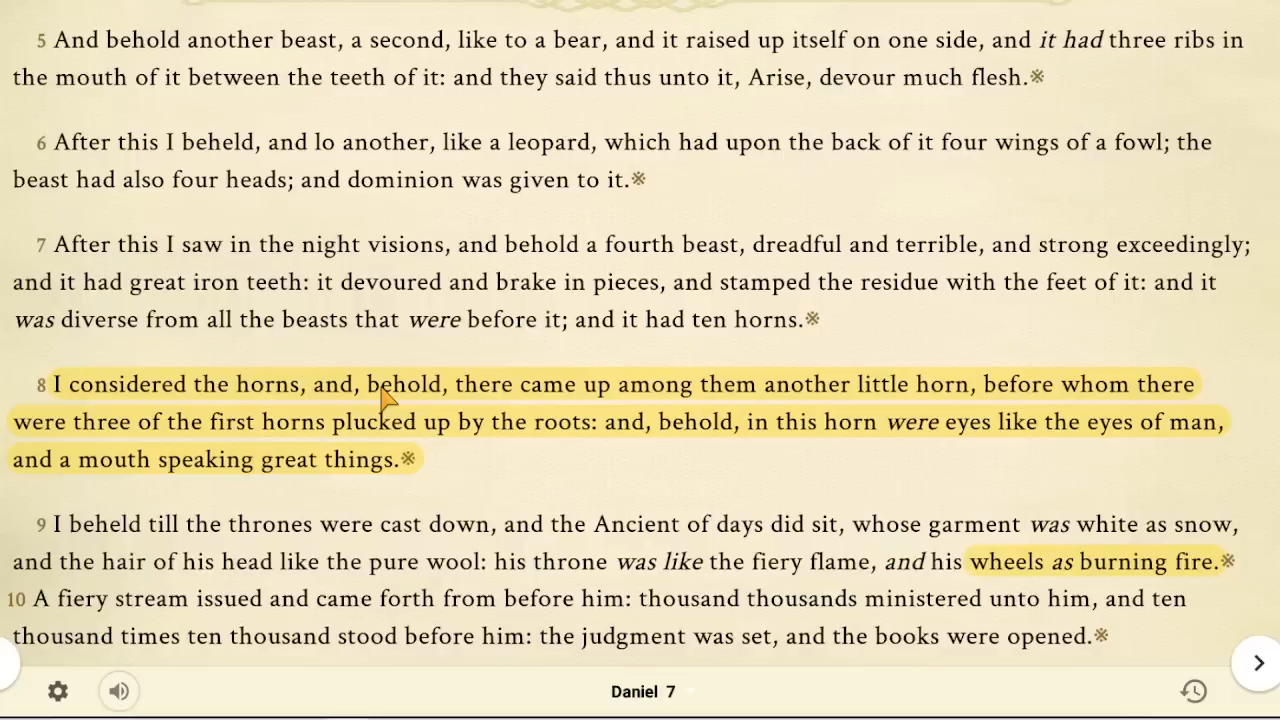 5 And behold another beast, a second, like to a bear, and it raised up itself on one side, and it had three ribs in
the mouth of it between the teeth of it: and they said thus unto it, Arise, devour much flesh.※
6 After this I beheld, and lo another, like a leopard, which had upon the back of it four wings of a fowl; the
beast had also four heads; and dominion was given to it.※
7 After this I saw in the night visions, and behold a fourth beast, dreadful and terrible, and strong exceedingly;
and it had great iron teeth: it devoured and brake in pieces, and stamped the residue with the feet of it: and it
was diverse from all the beasts that were before it; and it had ten horns.※
8 I considered the horns, and, behold, there came up among them another little horn, before whom there
were three of the first horns plucked up by the roots: and, behold, in this horn were eyes like the eyes of man,
and a mouth speaking great things.※
9 I beheld till the thrones were cast down, and the Ancient of days did sit, whose garment was white as snow,
and the hair of his head like the pure wool: his throne was like the fiery flame, and his wheels as burning fire.※
10 A fiery stream issued and came forth from before him: thousand thousands ministered unto him, and ten
thousand times ten thousand stood before him: the judgment was set, and the books were opened.※
Daniel 7